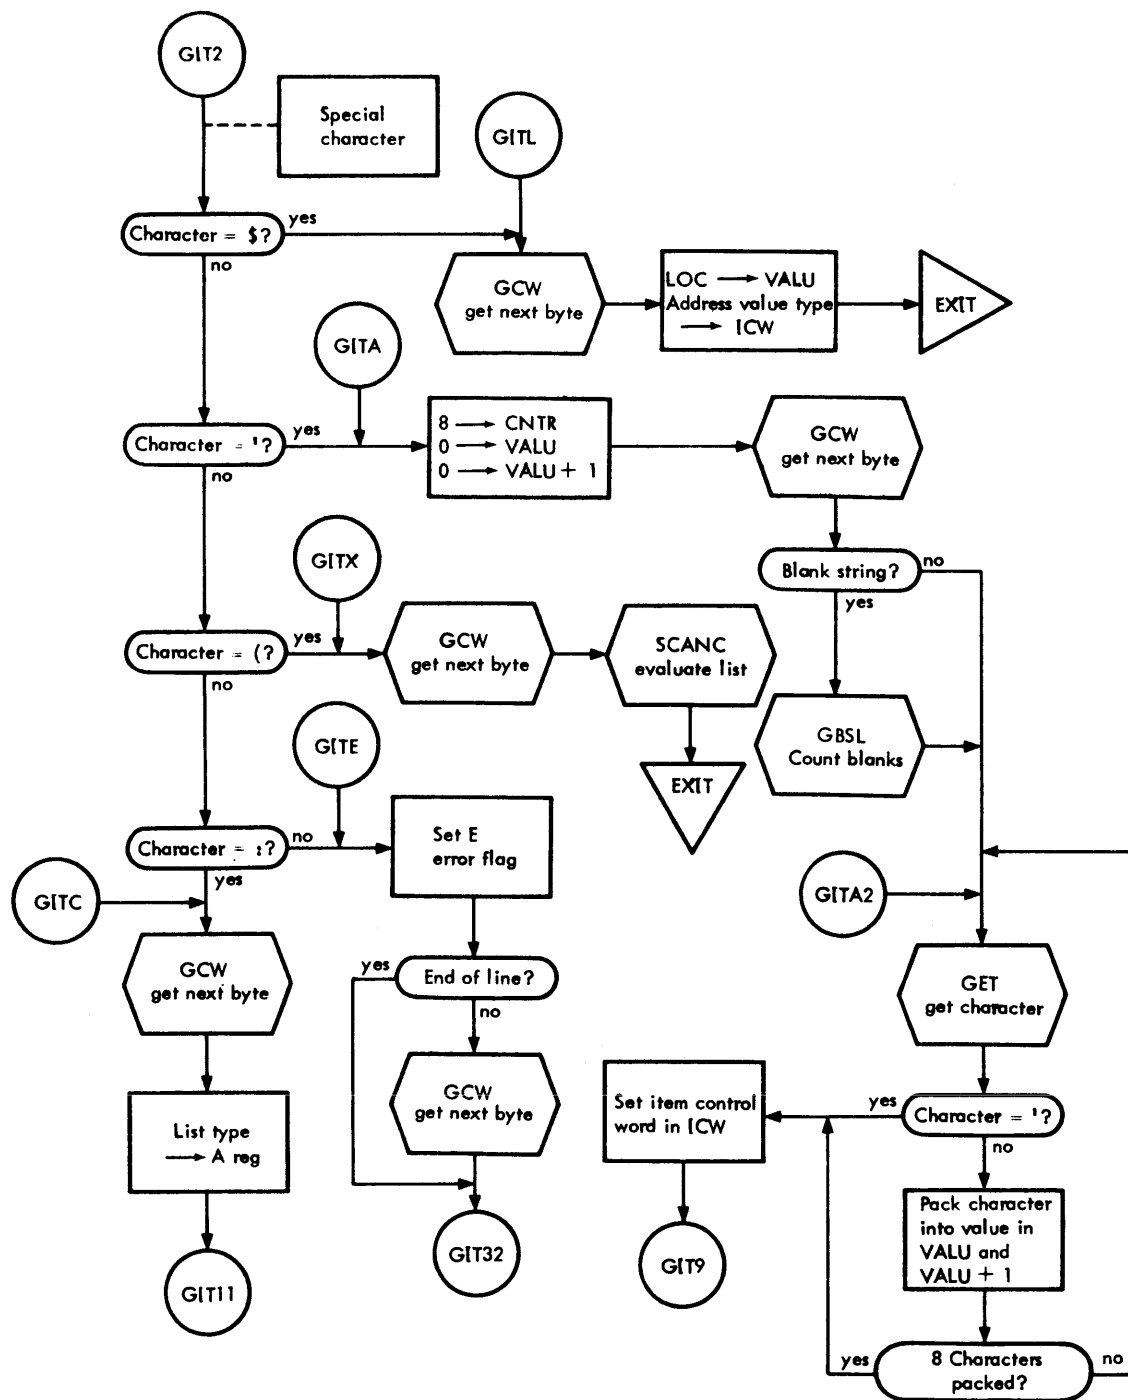 GIT2
Special
character
GITL
Character = $?
yes
no
GCW
get next byte
LOC → VALU
Address value type
→ ICW
EXIT
GITA
Character = '?
yes
no
8 → CNTR
0 → VALU
0 → VALU + 1
GCW
get next byte
Blank string?
no
yes
GITX
Character = (?
yes
no
GCW
get next byte
SCANC
evaluate list
EXIT
GBSL
Count blanks
GITE
Character = :?
no
yes
Set E
error flag
GITC
GITA2
GCW
get next byte
End of line?
yes
no
GET
get character
GCW
get next byte
Set item control
word in ICW
Character = '?
yes
no
List type
→ A reg
Pack character
into value in
VALU and
VALU + 1
GIT11
GIT32
GIT9
8 Characters
packed?
yes
no